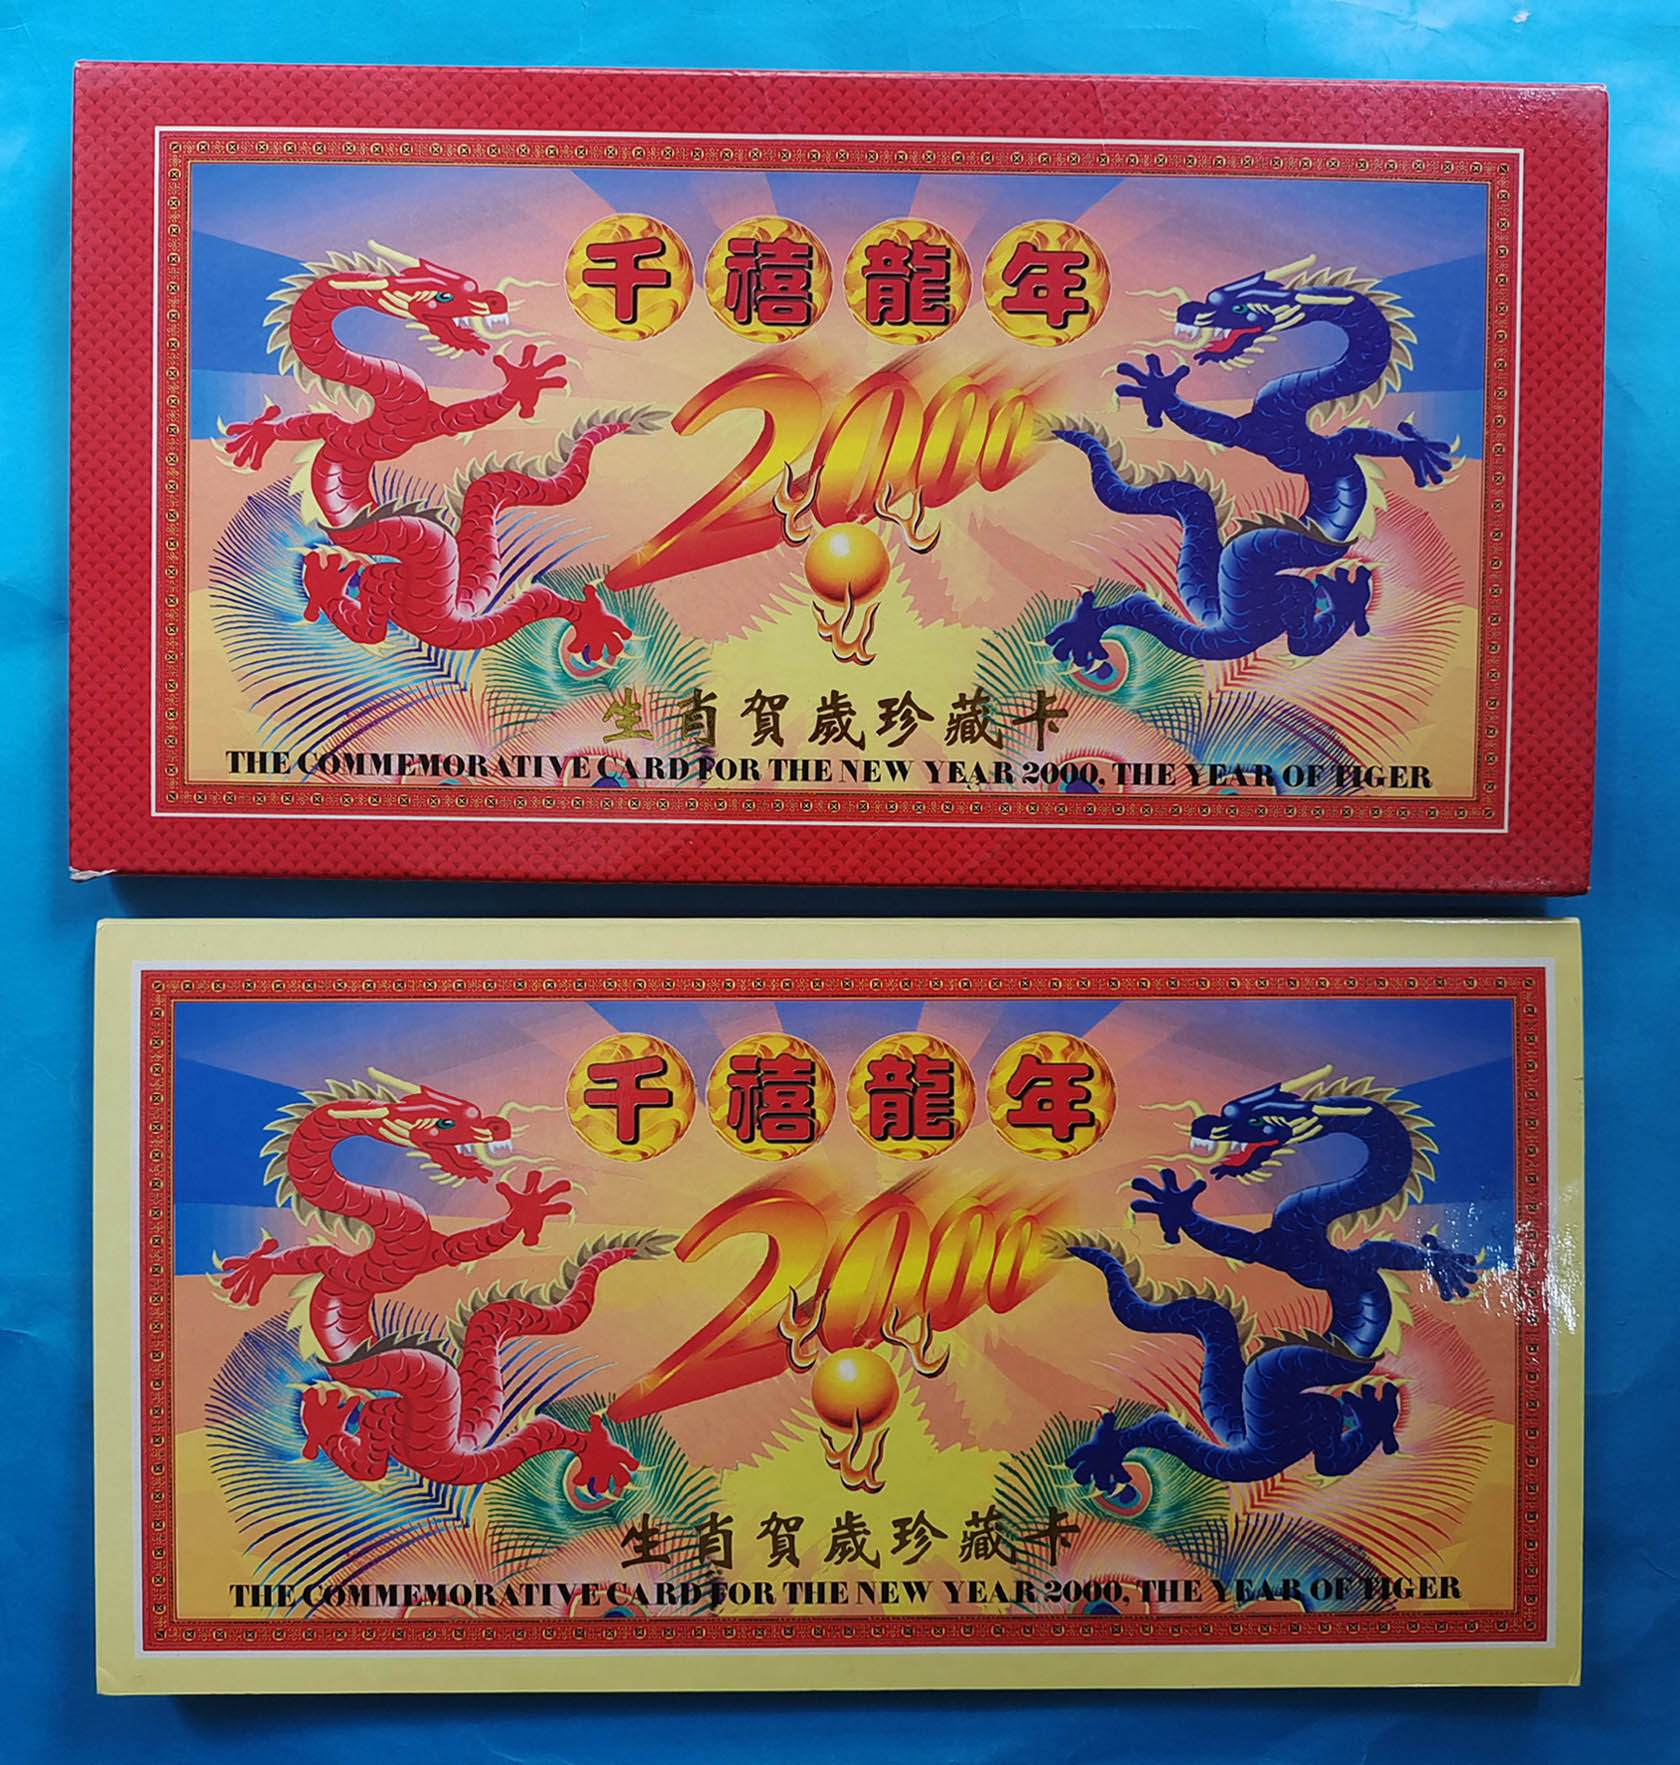 千禧龍年
2000
生肖賀歲珍藏卡
THE COMMEMORATIVE CARD FOR THE NEW YEAR 2000, THE YEAR OF TIGER
千禧龍年
2000
生肖賀歲珍藏卡
THE COMMEMORATIVE CARD FOR THE NEW YEAR 2000, THE YEAR OF TIGER